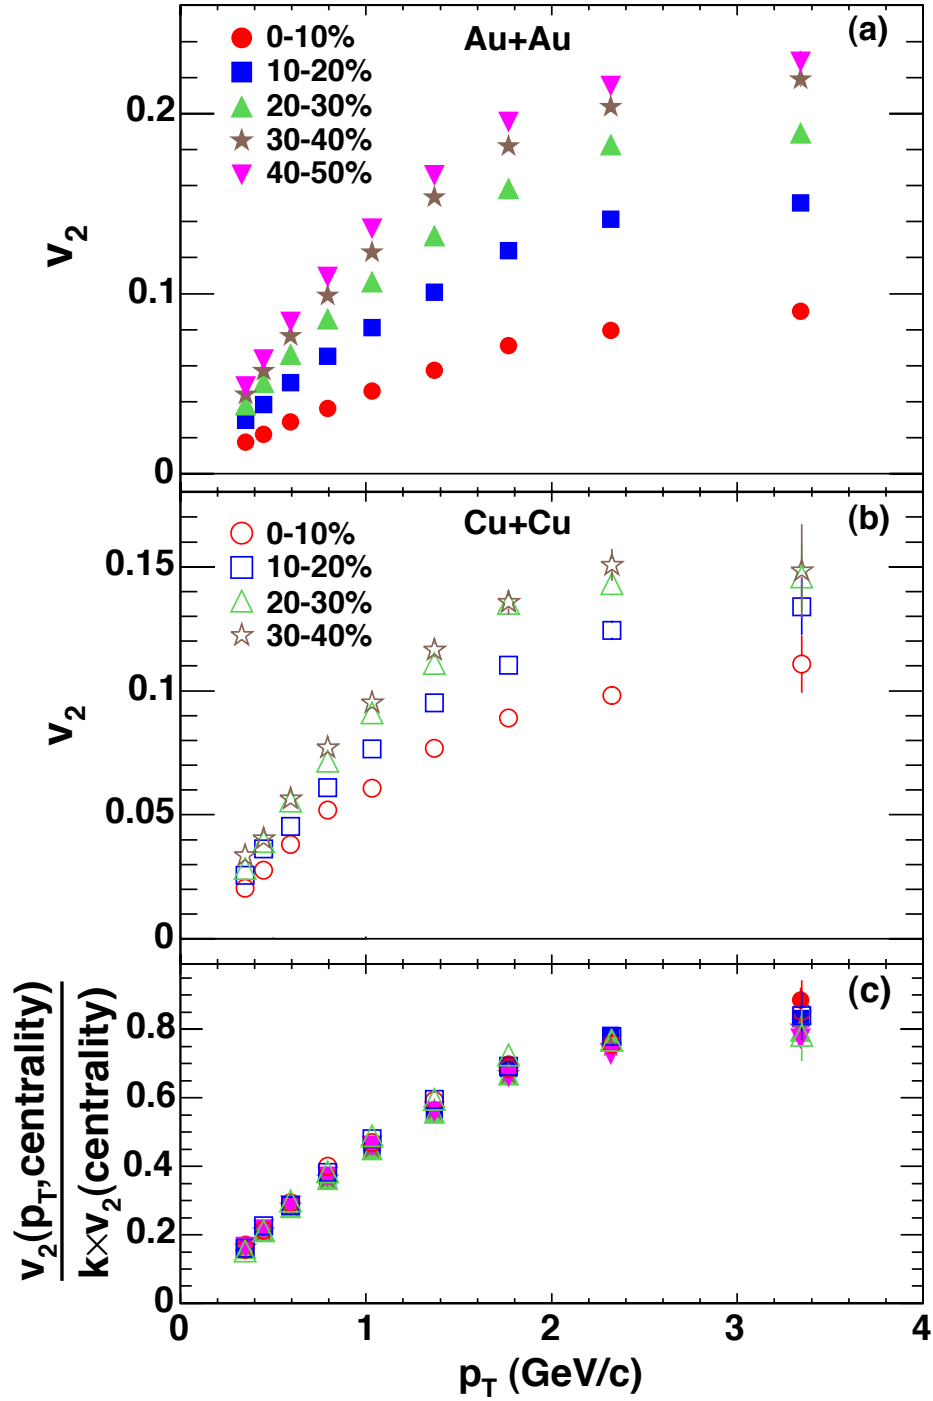 Au+Au
(a)
0-10%
10-20%
20-30%
30-40%
40-50%
v2
0.2
0.1
0
Cu+Cu
(b)
0-10%
10-20%
20-30%
30-40%
v2
0.15
0.1
0.05
0
(c)
v2(pT,centrality)
k×v2(centrality)
0.8
0.6
0.4
0.2
0
0 1 2 3 4
pT (GeV/c)